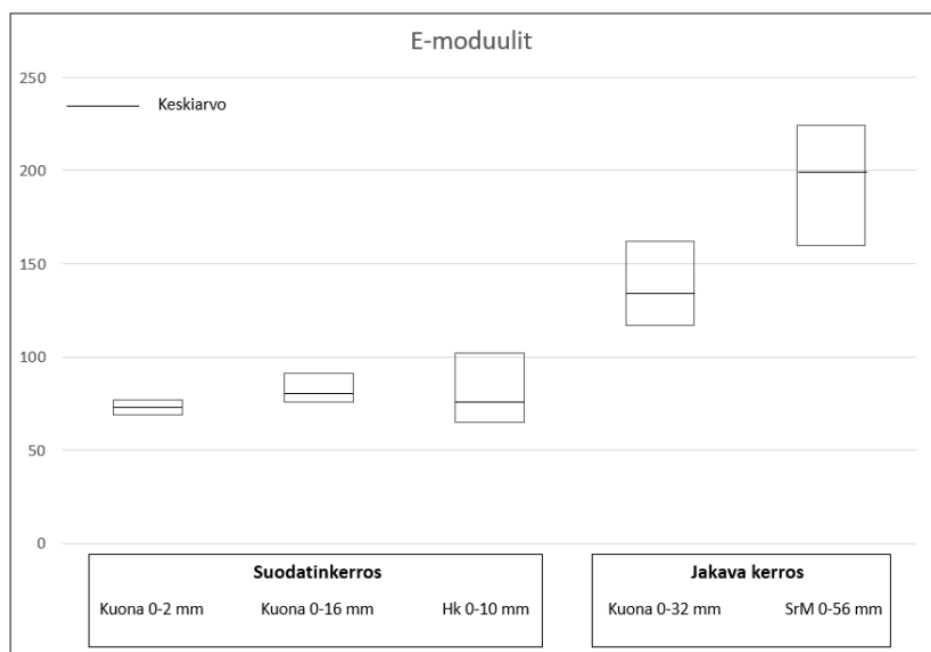 E-moduulit
250
Keskiarvo
200
150
100
50
0
Suodatinkerros
Kuona 0-2 mm Kuona 0-16 mm Hk 0-10 mm
Jakava kerros
Kuona 0-32 mm SrM 0-56 mm